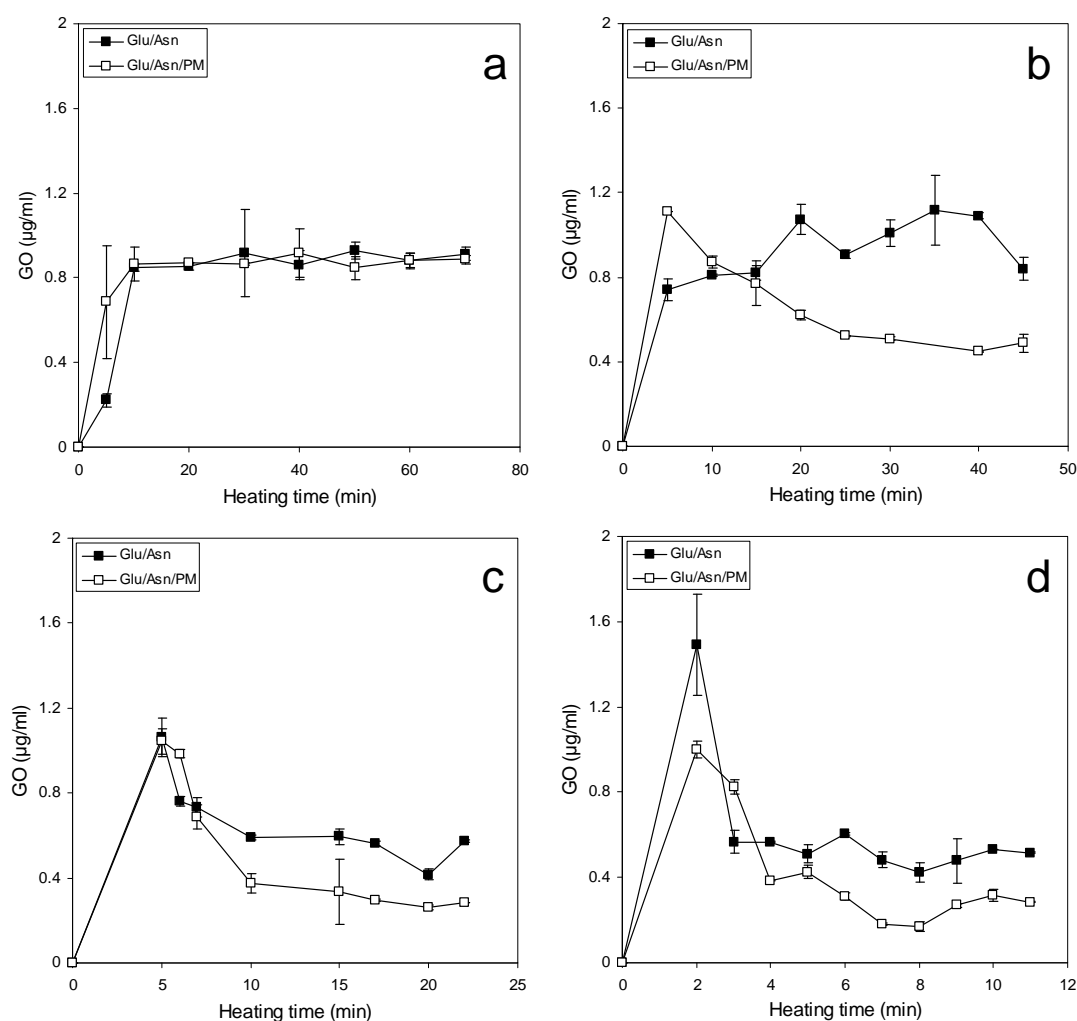 Glu/Asn
Glu/Asn/PM
a
GO (µg/ml)
2
1.6
1.2
0.8
0.4
0
0 20 40 60 80
Heating time (min)
Glu/Asn
Glu/Asn/PM
b
GO (µg/ml)
2
1.6
1.2
0.8
0.4
0
0 10 20 30 40 50
Heating time (min)
Glu/Asn
Glu/Asn/PM
c
GO (µg/ml)
2
1.6
1.2
0.8
0.4
0
0 5 10 15 20 25
Heating time (min)
Glu/Asn
Glu/Asn/PM
d
GO (µg/ml)
2
1.6
1.2
0.8
0.4
0
0 2 4 6 8 10 12
Heating time (min)